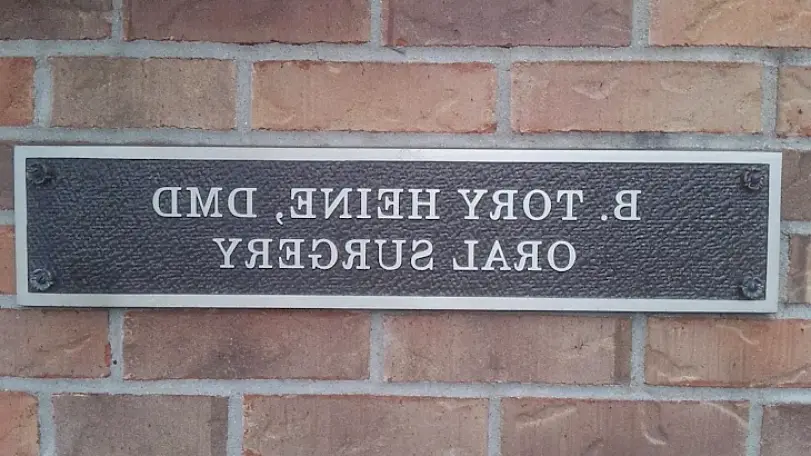 B. TORY HEINE, DMD
ORAL SURGERY